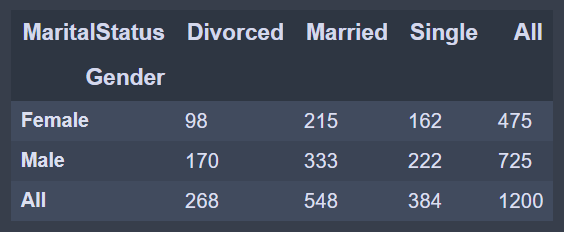 MaritalStatus Divorced Married Single All
Gender
Female 98 215 162 475
Male 170 333 222 725
All 268 548 384 1200